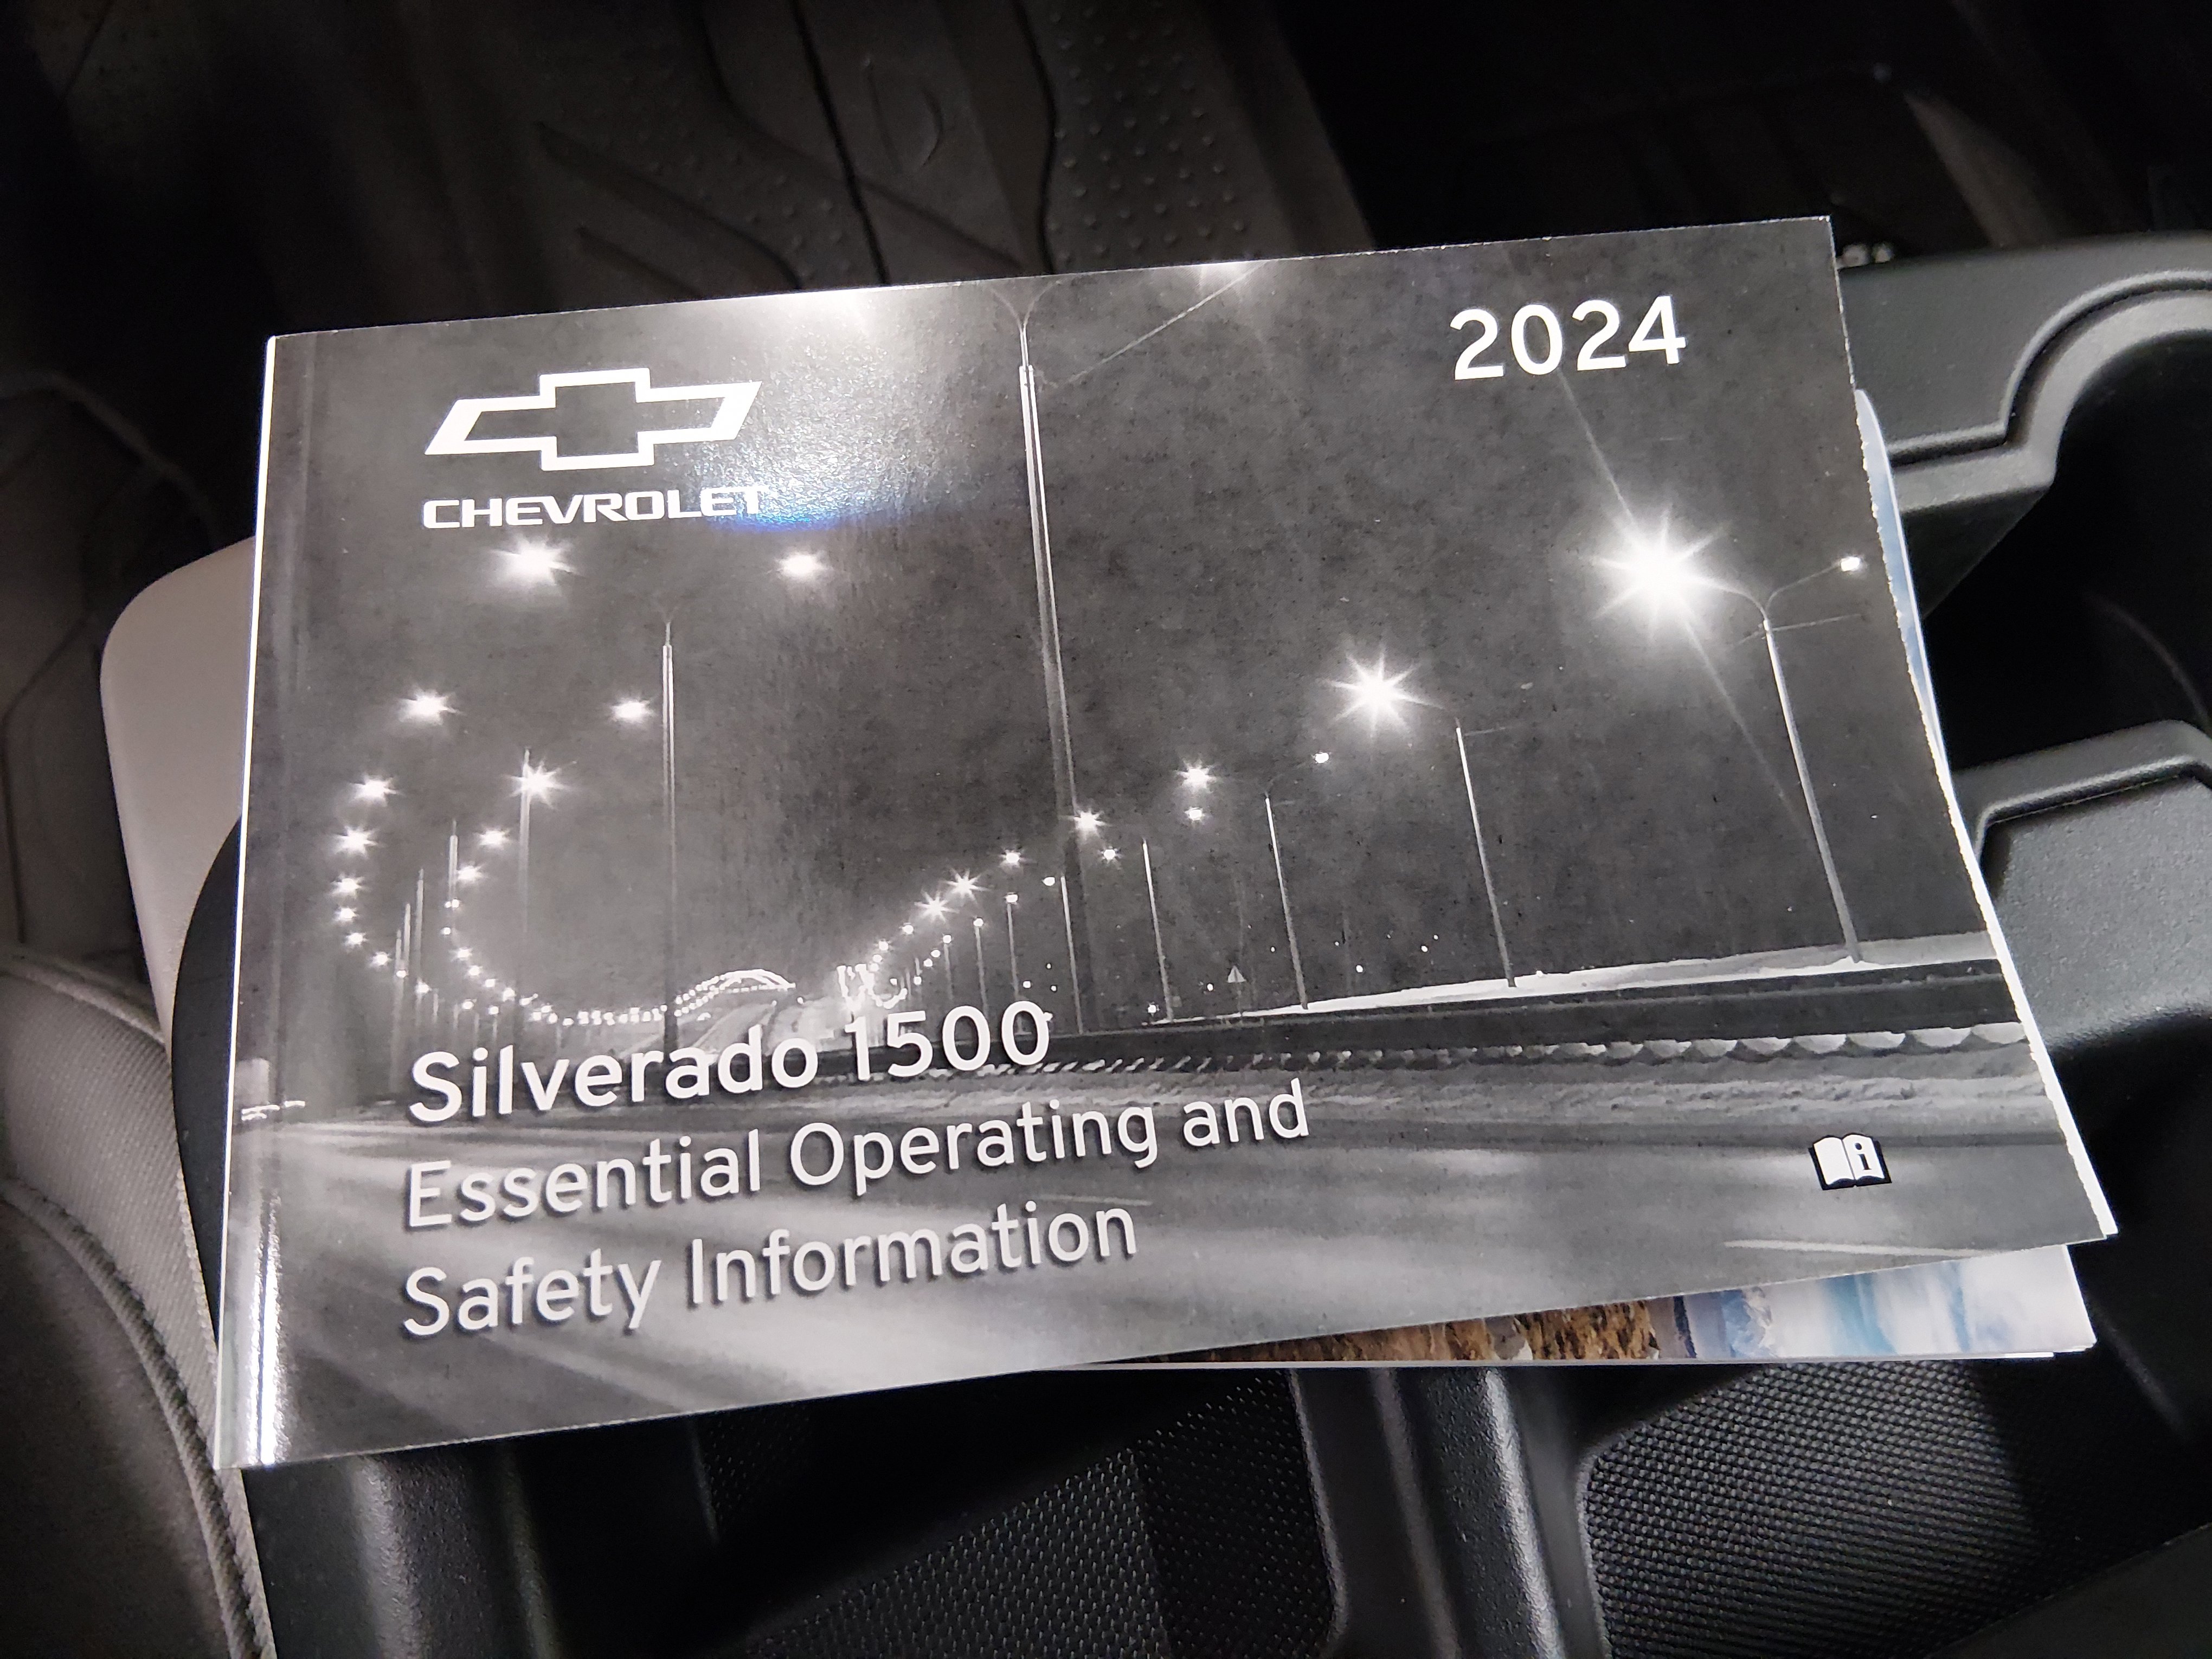 2024
CHEVROLET
Silverado 1500
Essential Operating and
Safety Information